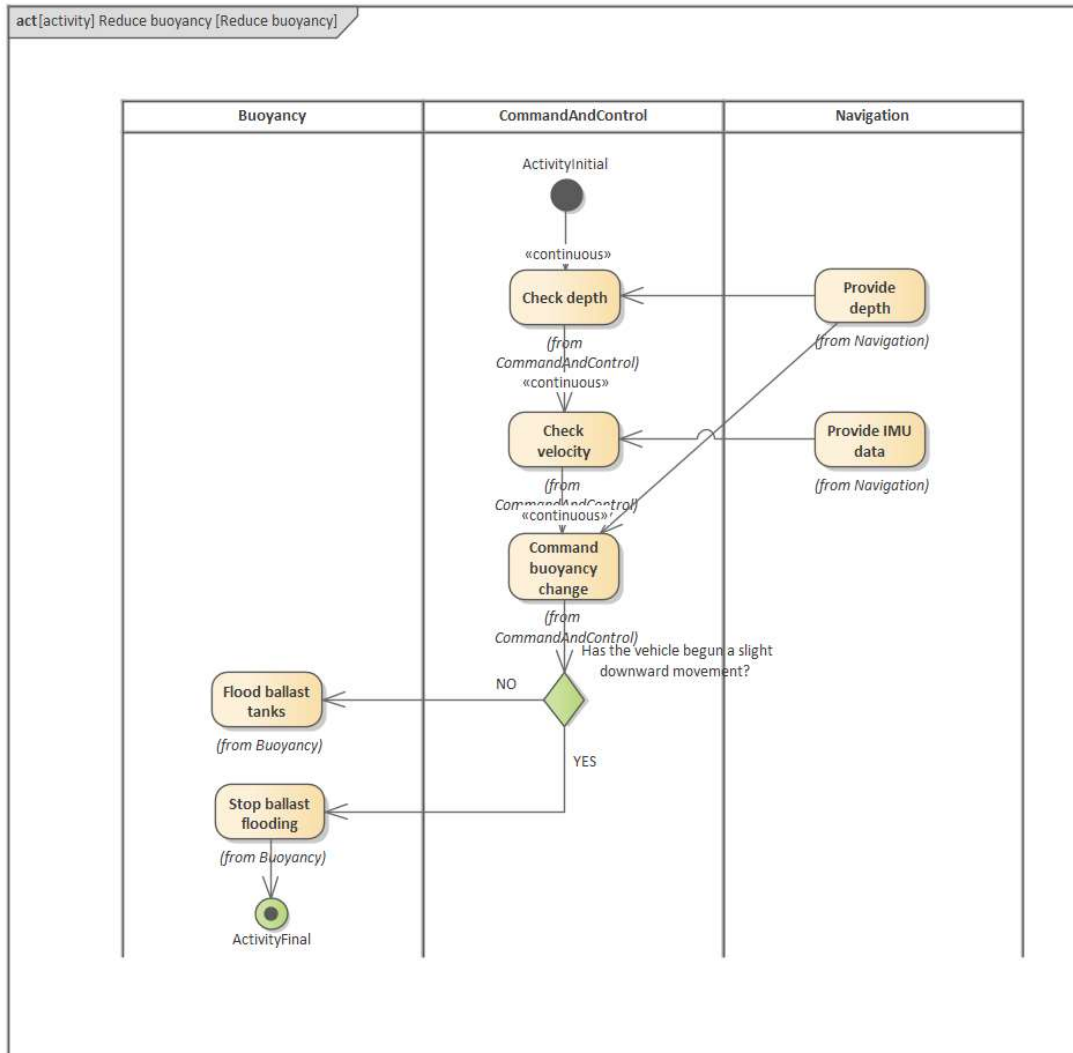 act [activity] Reduce buoyancy [Reduce buoyancy]
Buoyancy
CommandAndControl
Navigation
ActivityInitial
«continuous»
Check depth
Provide
depth
(from
CommandAndControl)
(from Navigation)
«continuous»
Check
velocity
Provide IMU
data
(from
CommandAndControl)
(from Navigation)
«continuous»
Command
buoyancy
change
(from
CommandAndControl)
Has the vehicle begun a slight
downward movement?
NO
Flood ballast
tanks
(from Buoyancy)
YES
Stop ballast
flooding
(from Buoyancy)
ActivityFinal